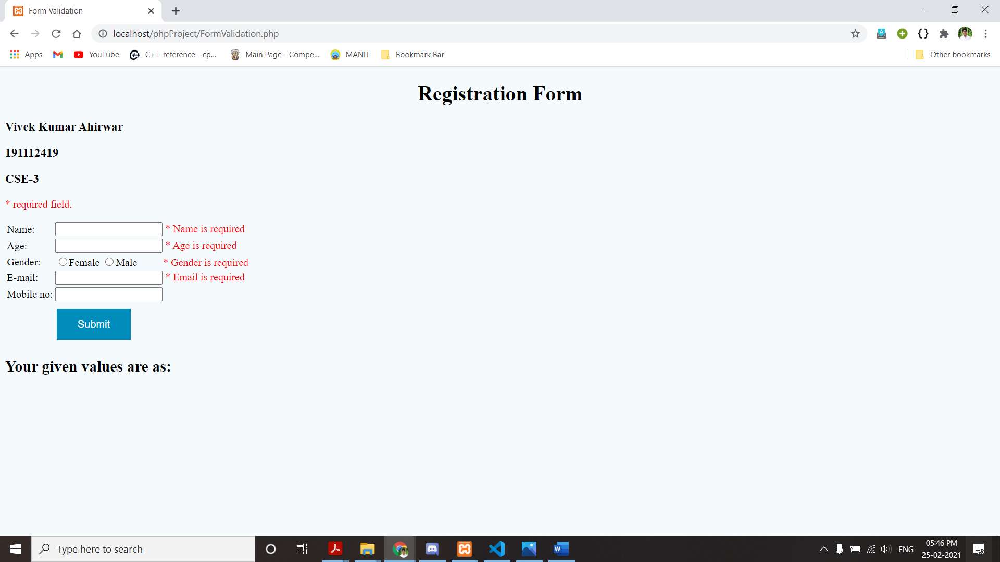 Form Validation
localhost/phpProject/FormValidation.php
Apps YouTube C++ reference - cp... Main Page - Compe... MANIT Bookmark Bar Other bookmarks
Registration Form
Vivek Kumar Ahirwar
191112419
CSE-3
* required field.
Name: * Name is required
Age: * Age is required
Gender: Female Male * Gender is required
E-mail: * Email is required
Mobile no:
Submit
Your given values are as:
Type here to search
ENG
05:46 PM
25-02-2021